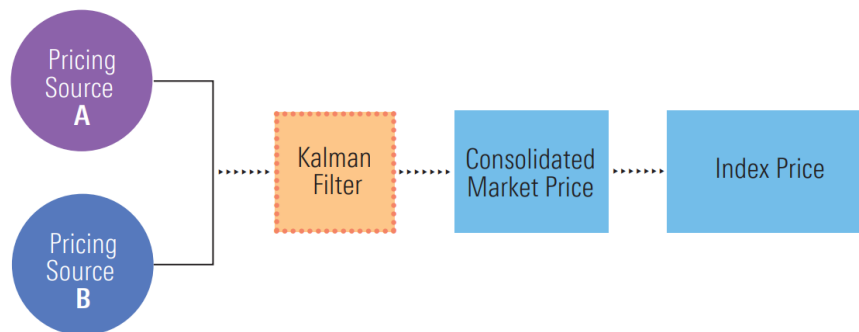 Pricing
Source
A
Pricing
Source
B
Kalman
Filter
Consolidated
Market Price
Index Price